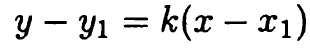 y − y₁ = k(x − x₁)